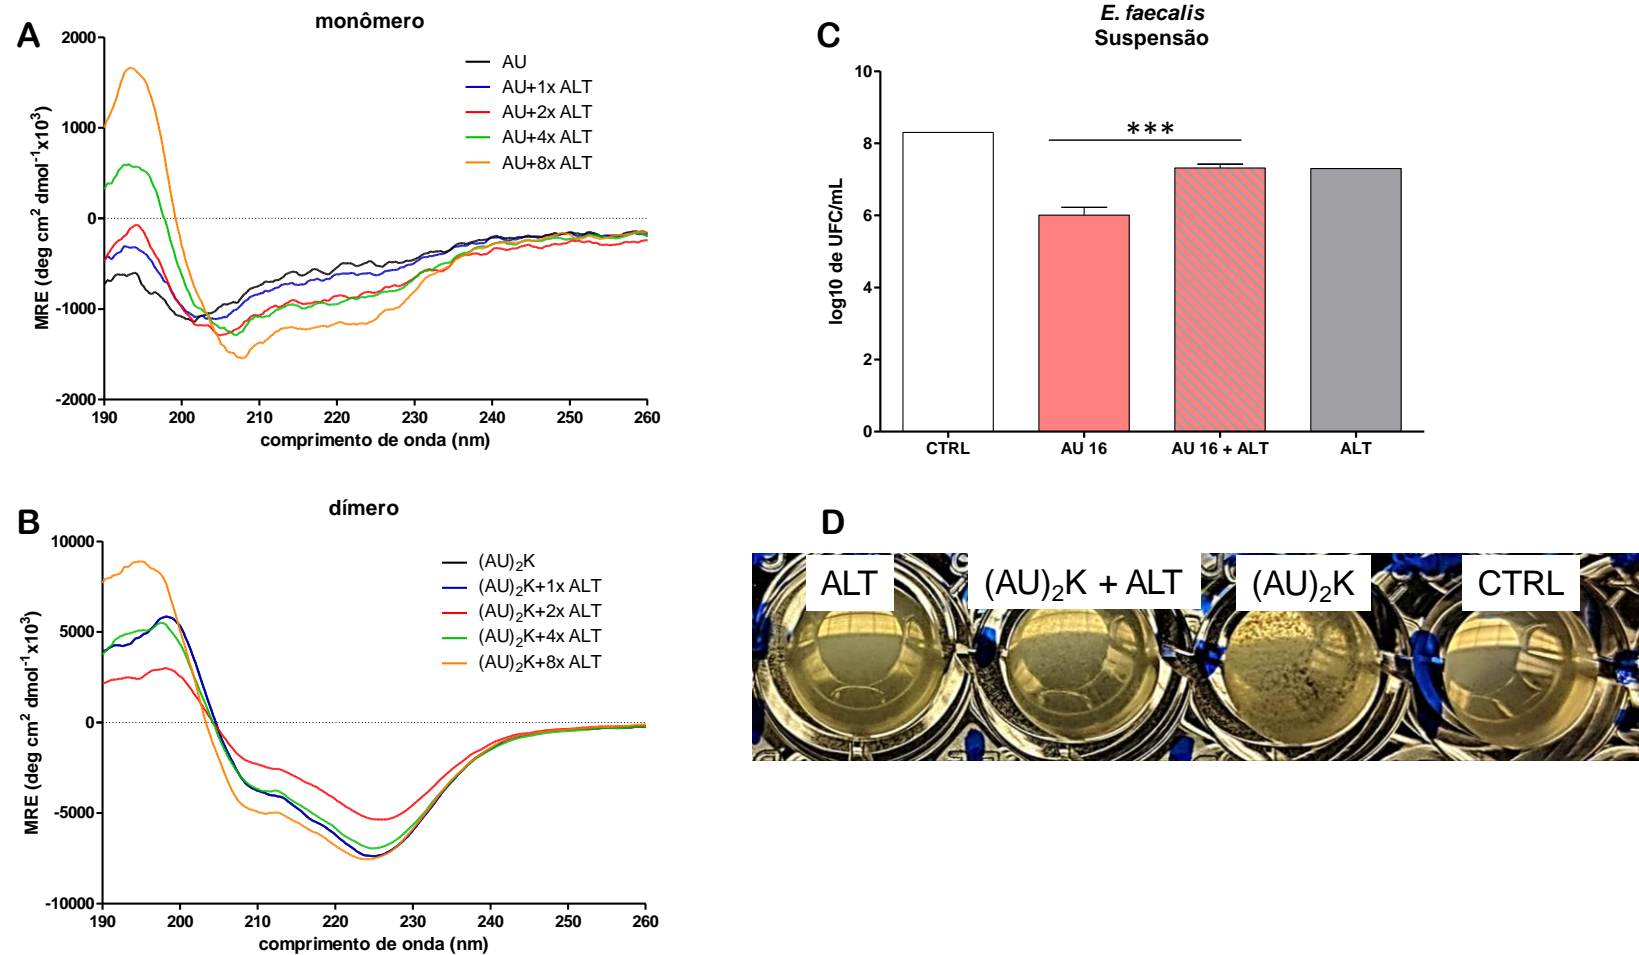 A
monômero
2000
1000
0
-1000
-2000
MRE (deg cm² dmol⁻¹x10³)
AU
AU+1x ALT
AU+2x ALT
AU+4x ALT
AU+8x ALT
190 200 210 220 230 240 250 260
comprimento de onda (nm)
C
E. faecalis
Suspensão
10
8
6
4
2
0
log10 de UFC/mL
***
CTRL AU 16 AU 16 + ALT ALT
B
dímero
10000
5000
0
-5000
-10000
MRE (deg cm² dmol⁻¹x10³)
(AU)₂K
(AU)₂K+1x ALT
(AU)₂K+2x ALT
(AU)₂K+4x ALT
(AU)₂K+8x ALT
190 200 210 220 230 240 250 260
comprimento de onda (nm)
D
ALT (AU)₂K + ALT (AU)₂K CTRL